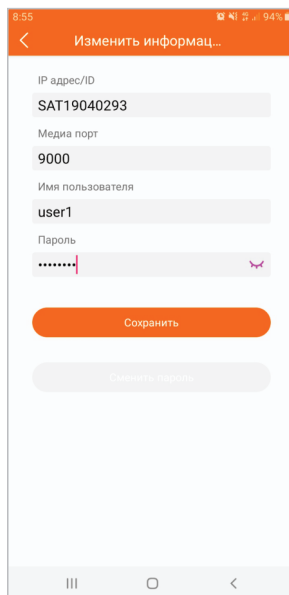 8:55 94%
Изменить информац...
IP адрес/ID
SAT19040293
Медиа порт
9000
Имя пользователя
user1
Пароль
••••••••
Сохранить
Сменить пароль